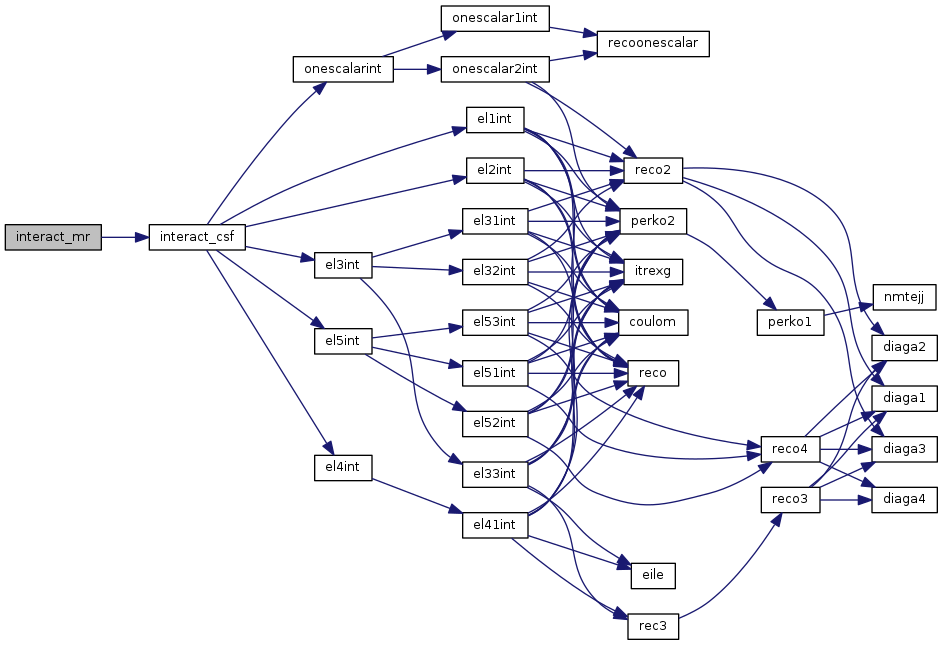 onescalar1int
recoonescalar
onescalarint
onescalar2int
el1int
el2int
reco2
el31int
perko2
interact_mr
interact_csf
el3int
el32int
itrexg
nmtejj
el53int
coulom
perko1
el5int
diaga2
el51int
reco
diaga1
el52int
reco4
diaga3
el4int
el33int
reco3
diaga4
el41int
eile
rec3